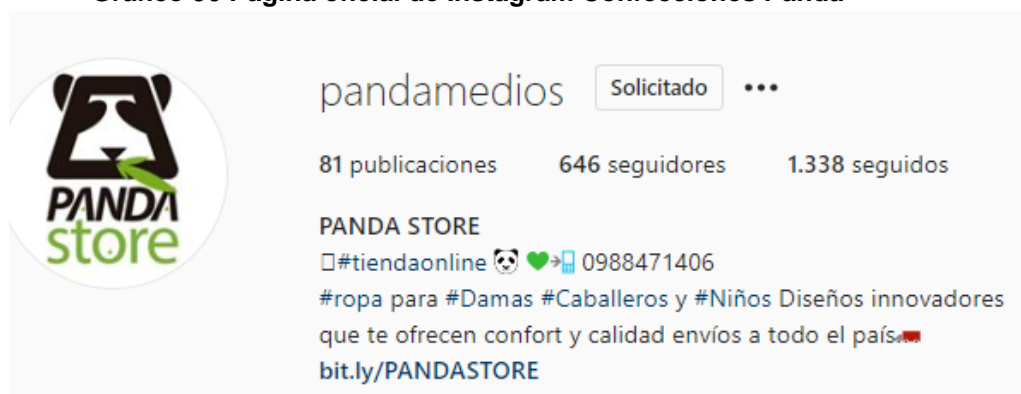 Gráfico 36 Página oficial de Instagram Confecciones Panda
PANDA
store
pandamedios Solicitado •••
81 publicaciones 646 seguidores 1.338 seguidos
PANDA STORE
#tiendaonline 🐼 💚📲 0988471406
#ropa para #Damas #Caballeros y #Niños Diseños innovadores
que te ofrecen confort y calidad envíos a todo el país🚛
bit.ly/PANDASTORE